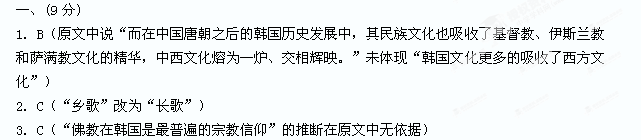 一、(9 分)
1. B（原文中说“而在中国唐朝之后的韩国历史发展中，其民族文化也吸收了基督教、伊斯兰教
和萨满教文化的精华，中西文化熔为一炉、交相辉映。”未体现“韩国文化更多的吸收了西方文
化”）
2. C（“乡歌”改为“长歌”）
3. C（“佛教在韩国是最普遍的宗教信仰”的推断在原文中无依据）